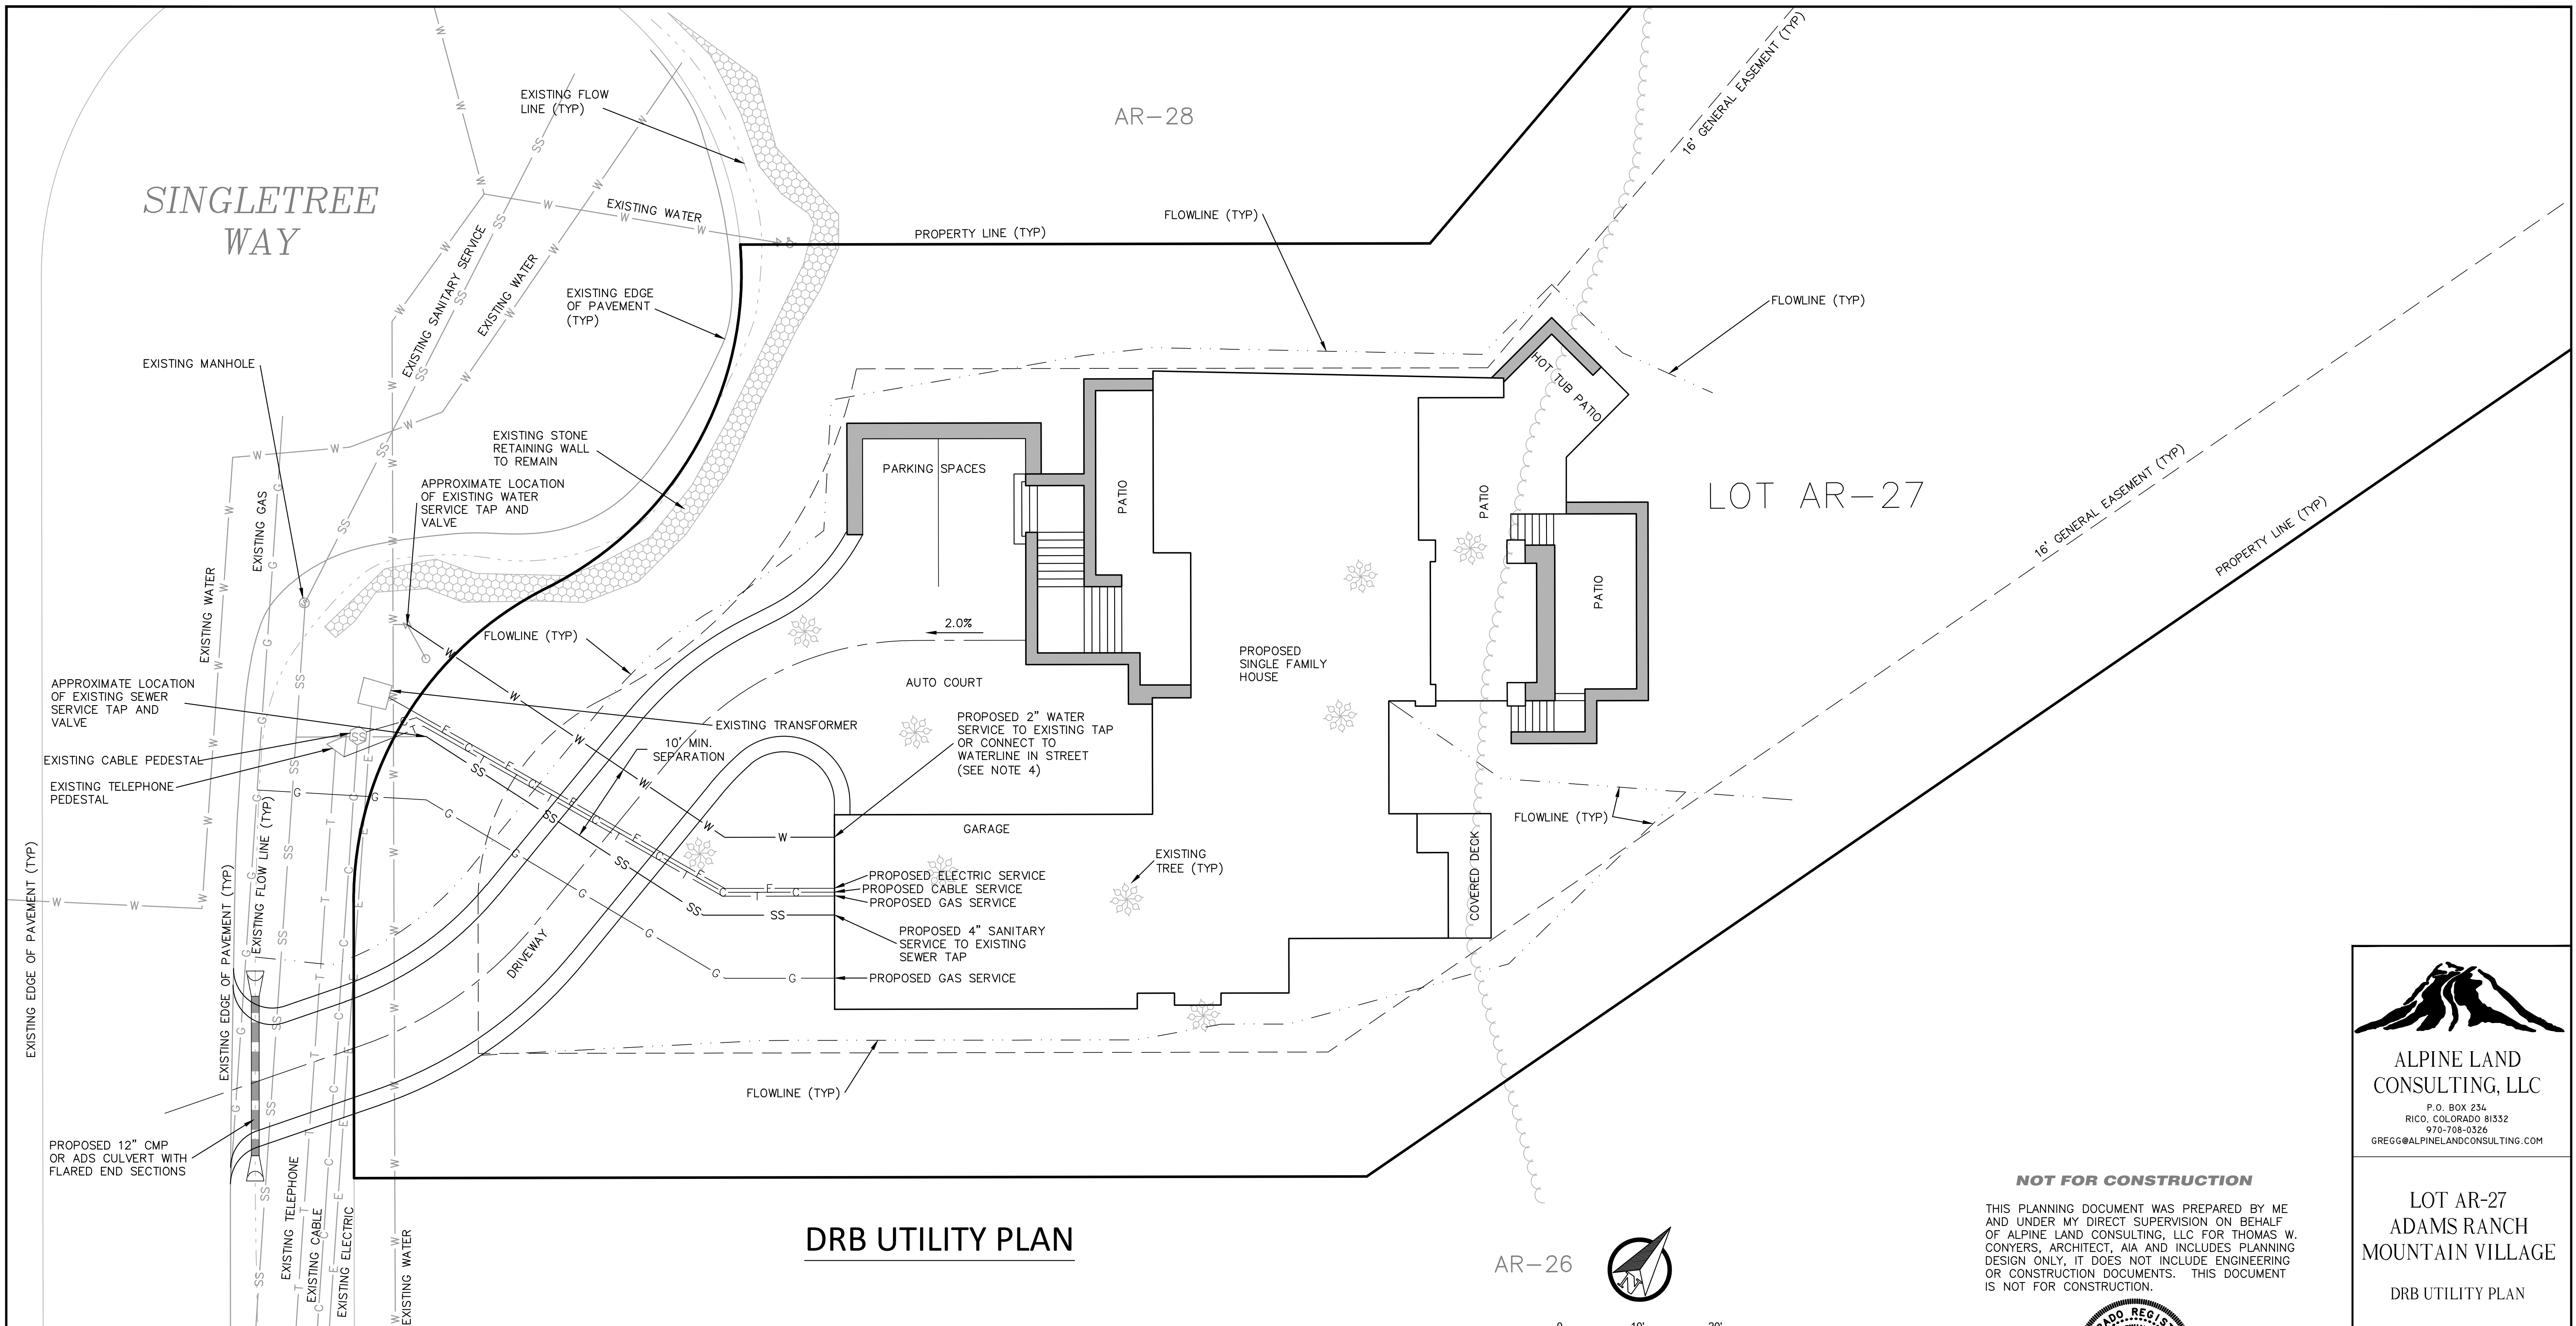 SINGLETREE
WAY
EXISTING FLOW
LINE (TYP)
AR-28
16' GENERAL EASEMENT (TYP)
EXISTING WATER
PROPERTY LINE (TYP)
FLOWLINE (TYP)
EXISTING SANITARY SERVICE
EXISTING WATER
EXISTING EDGE
OF PAVEMENT
(TYP)
FLOWLINE (TYP)
EXISTING MANHOLE
HOT TUB PATIO
EXISTING STONE
RETAINING WALL
TO REMAIN
PARKING SPACES
PATIO
PATIO
LOT AR-27
APPROXIMATE LOCATION
OF EXISTING WATER
SERVICE TAP AND
VALVE
EXISTING GAS
EXISTING WATER
16' GENERAL EASEMENT (TYP)
PROPERTY LINE (TYP)
PATIO
FLOWLINE (TYP)
2.0%
PROPOSED
SINGLE FAMILY
HOUSE
AUTO COURT
APPROXIMATE LOCATION
OF EXISTING SEWER
SERVICE TAP AND
VALVE
EXISTING TRANSFORMER
10' MIN.
SEPARATION
PROPOSED 2" WATER
SERVICE TO EXISTING TAP
OR CONNECT TO
WATERLINE IN STREET
(SEE NOTE 4)
EXISTING CABLE PEDESTAL
EXISTING TELEPHONE
PEDESTAL
FLOWLINE (TYP)
GARAGE
EXISTING
TREE (TYP)
COVERED DECK
PROPOSED ELECTRIC SERVICE
PROPOSED CABLE SERVICE
PROPOSED GAS SERVICE
PROPOSED 4" SANITARY
SERVICE TO EXISTING
SEWER TAP
PROPOSED GAS SERVICE
DRIVEWAY
EXISTING EDGE OF PAVEMENT (TYP)
EXISTING EDGE OF PAVEMENT (TYP)
EXISTING FLOW LINE (TYP)
FLOWLINE (TYP)
PROPOSED 12" CMP
OR ADS CULVERT WITH
FLARED END SECTIONS
EXISTING TELEPHONE
EXISTING CABLE
EXISTING ELECTRIC
EXISTING WATER
DRB UTILITY PLAN
AR-26
N
0 10' 20'
NOT FOR CONSTRUCTION
THIS PLANNING DOCUMENT WAS PREPARED BY ME
AND UNDER MY DIRECT SUPERVISION ON BEHALF
OF ALPINE LAND CONSULTING, LLC FOR THOMAS W.
CONYERS, ARCHITECT, AIA AND INCLUDES PLANNING
DESIGN ONLY, IT DOES NOT INCLUDE ENGINEERING
OR CONSTRUCTION DOCUMENTS. THIS DOCUMENT
IS NOT FOR CONSTRUCTION.
ALPINE LAND
CONSULTING, LLC
P.O. BOX 234
RICO, COLORADO 81332
970-708-0326
GREGG@ALPINELANDCONSULTING.COM
LOT AR-27
ADAMS RANCH
MOUNTAIN VILLAGE
DRB UTILITY PLAN